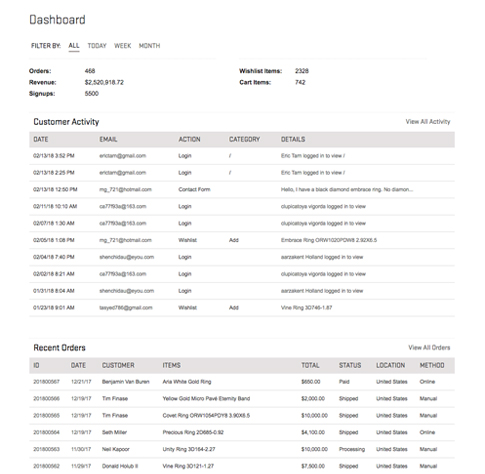 Dashboard
FILTER BY: ALL TODAY WEEK MONTH
Orders: 468 Wishlist Items: 2328
Revenue: $2,520,918.72 Cart Items: 742
Signups: 5500
Customer Activity View All Activity
DATE EMAIL ACTION CATEGORY DETAILS
02/13/18 3:52 PM erictam@gmail.com Login / Eric Tam logged in to view /
02/13/18 2:25 PM erictam@gmail.com Login / Eric Tam logged in to view /
02/13/18 12:50 PM mg_721@hotmail.com Contact Form Hello, I have a black diamond embrace ring. No diamon...
02/11/18 10:10 AM ca77f93a@163.com Login clupicatoya vigorda logged in to view
02/07/18 1:30 AM ca77f93a@163.com Login clupicatoya vigorda logged in to view
02/05/18 1:08 PM mg_721@hotmail.com Wishlist Add Embrace Ring ORW1020PDW8 2.92X6.5
02/04/18 7:40 PM shenchidau@eyou.com Login aarzakent Holland logged in to view
02/02/18 8:21 AM ca77f93a@163.com Login clupicatoya vigorda logged in to view
01/31/18 8:04 AM shenchidau@eyou.com Login aarzakent Holland logged in to view
01/23/18 9:01 AM tasyed786@gmail.com Wishlist Add Vine Ring 3D746-1.87
Recent Orders View All Orders
ID DATE CUSTOMER ITEMS TOTAL STATUS LOCATION METHOD
201800567 12/21/17 Benjamin Van Buren Aria White Gold Ring $650.00 Paid United States Online
201800566 12/19/17 Tim Finase Yellow Gold Micro Pavé Eternity Band $2,000.00 Shipped United States Manual
201800565 12/19/17 Tim Finase Covet Ring ORW1054PDY8 3.90X6.5 $10,000.00 Shipped United States Manual
201800564 12/19/17 Seth Miller Precious Ring 2D685-0.92 $4,100.00 Shipped United States Online
201800563 11/30/17 Neil Kapoor Unity Ring 3D164-2.27 $10,000.00 Processing United States Manual
201800562 11/29/17 Donald Holub II Vine Ring 3D121-1.27 $7,500.00 Shipped United States Manual